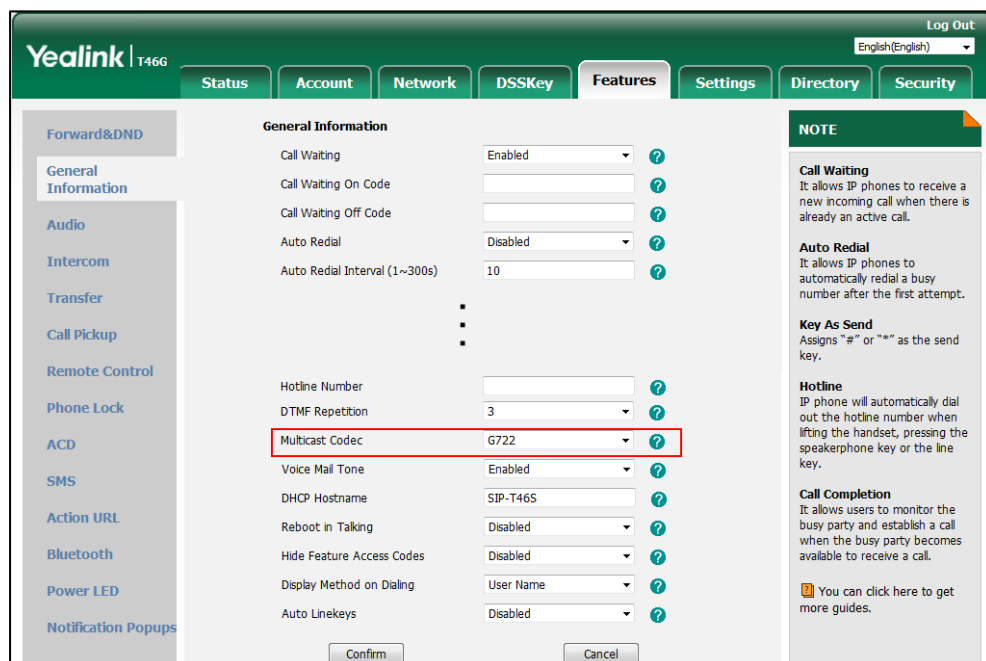 Log Out
Yealink T46G
English(English)
Status Account Network DSSKey Features Settings Directory Security
Forward&DND
General
Information
Audio
Intercom
Transfer
Call Pickup
Remote Control
Phone Lock
ACD
SMS
Action URL
Bluetooth
Power LED
Notification Popups
General Information
Call Waiting Enabled ?
Call Waiting On Code ?
Call Waiting Off Code ?
Auto Redial Disabled ?
Auto Redial Interval (1~300s) 10 ?
Hotline Number ?
DTMF Repetition 3 ?
Multicast Codec G722 ?
Voice Mail Tone Enabled ?
DHCP Hostname SIP-T46S ?
Reboot in Talking Disabled ?
Hide Feature Access Codes Disabled ?
Display Method on Dialing User Name ?
Auto Linekeys Disabled ?
Confirm Cancel
NOTE
Call Waiting
It allows IP phones to receive a
new incoming call when there is
already an active call.
Auto Redial
It allows IP phones to
automatically redial a busy
number after the first attempt.
Key As Send
Assigns "#" or "*" as the send
key.
Hotline
IP phone will automatically dial
out the hotline number when
lifting the handset, pressing the
speakerphone key or the line
key.
Call Completion
It allows users to monitor the
busy party and establish a call
when the busy party becomes
available to receive a call.
? You can click here to get
more guides.